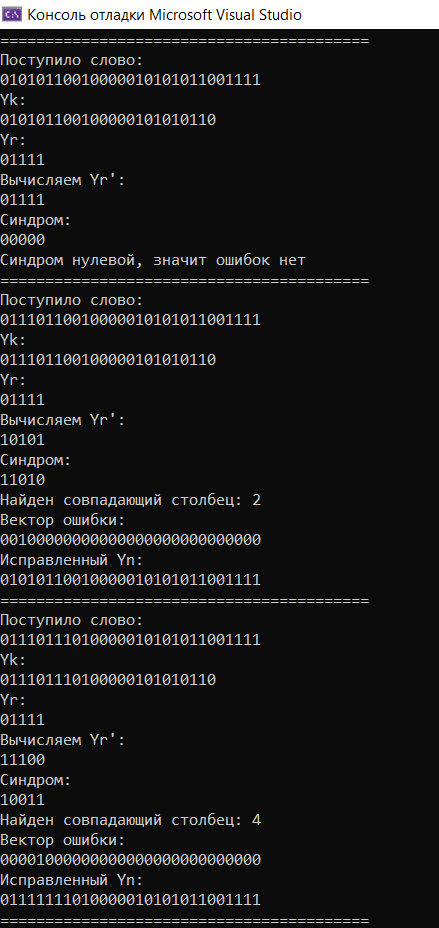 Консоль отладки Microsoft Visual Studio
=========================================
Поступило слово:
01010110010000010101011001111
Yk:
010101100100000101010110
Yr:
01111
Вычисляем Yr':
01111
Синдром:
00000
Синдром нулевой, значит ошибок нет
=========================================
Поступило слово:
01110110010000010101011001111
Yk:
011101100100000101010110
Yr:
01111
Вычисляем Yr':
10101
Синдром:
11010
Найден совпадающий столбец: 2
Вектор ошибки:
00100000000000000000000000000
Исправленный Yn:
01010110010000010101011001111
=========================================
Поступило слово:
01110111010000010101011001111
Yk:
011101110100000101010110
Yr:
01111
Вычисляем Yr':
11100
Синдром:
10011
Найден совпадающий столбец: 4
Вектор ошибки:
00001000000000000000000000000
Исправленный Yn:
01111111010000010101011001111
=========================================